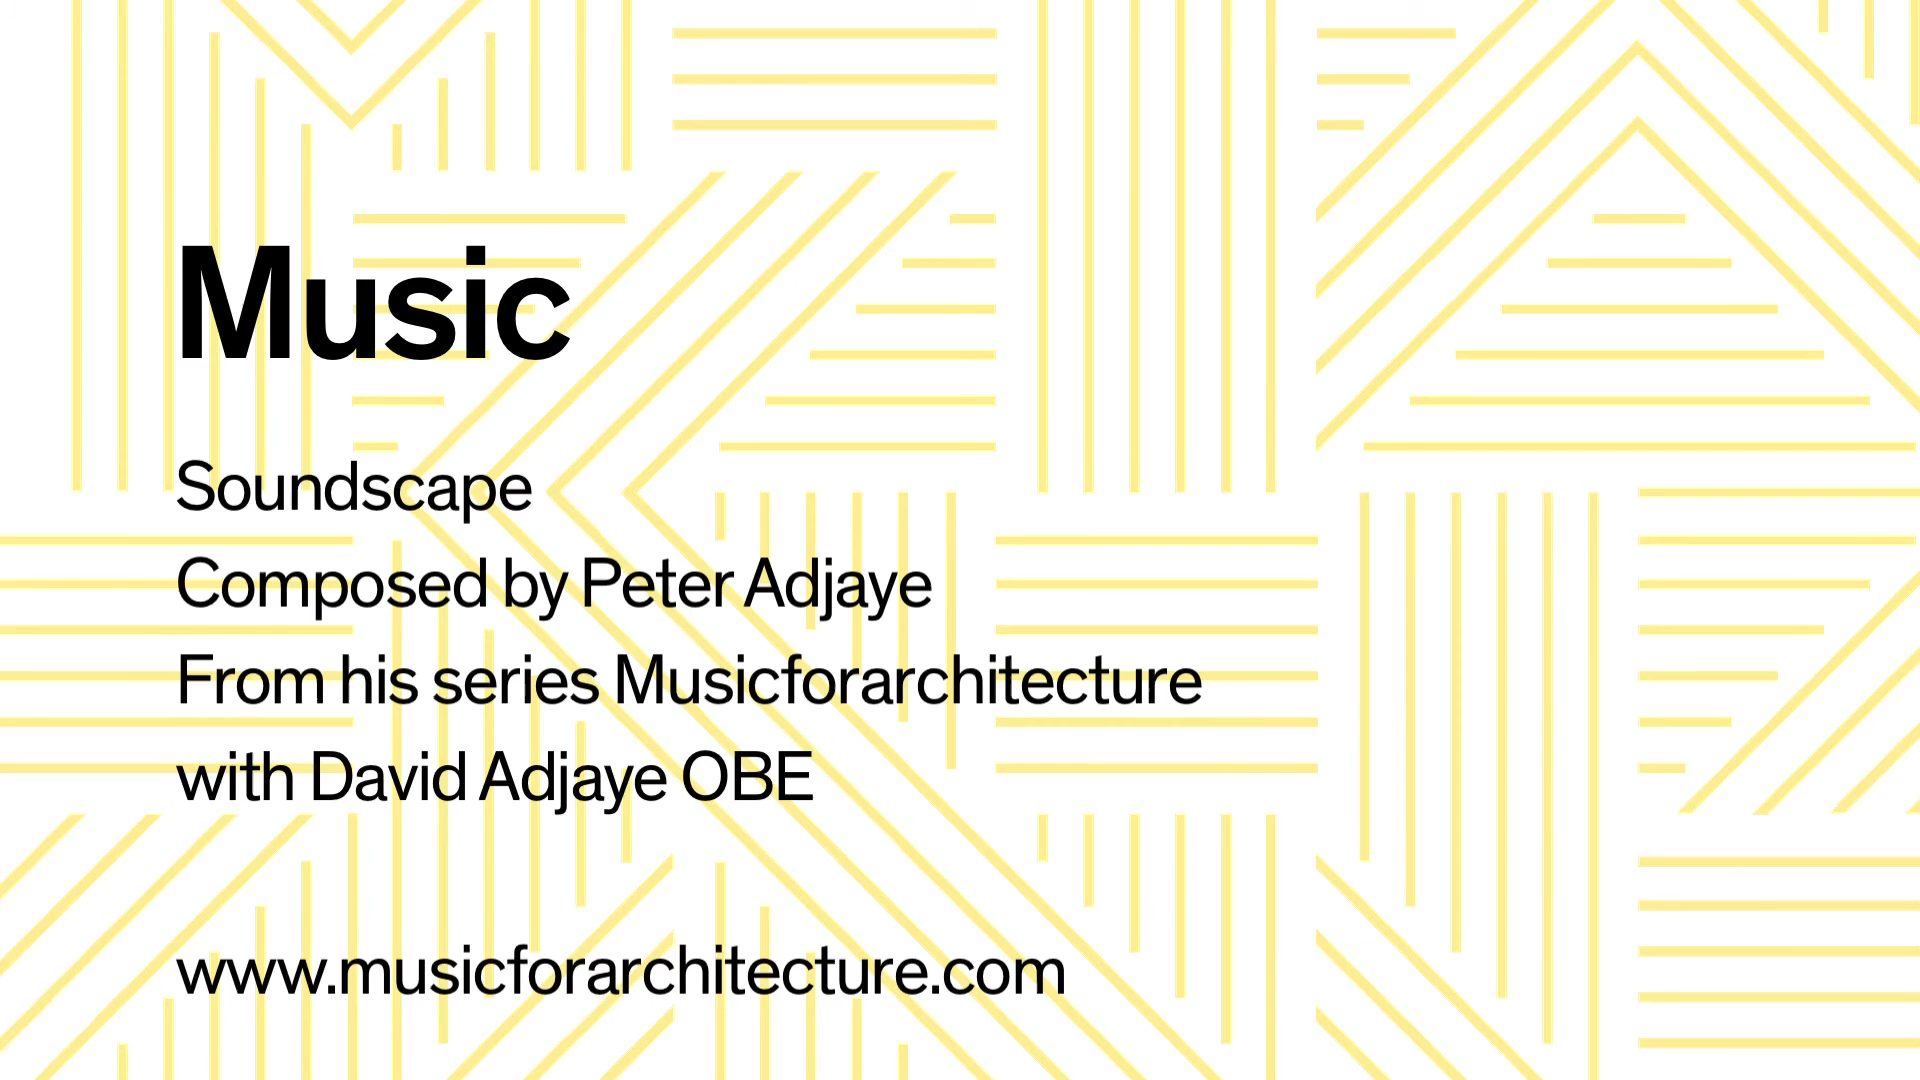 Music
Soundscape
Composed by Peter Adjaye
From his series Musicforarchitecture
with David Adjaye OBE
www.musicforarchitecture.com